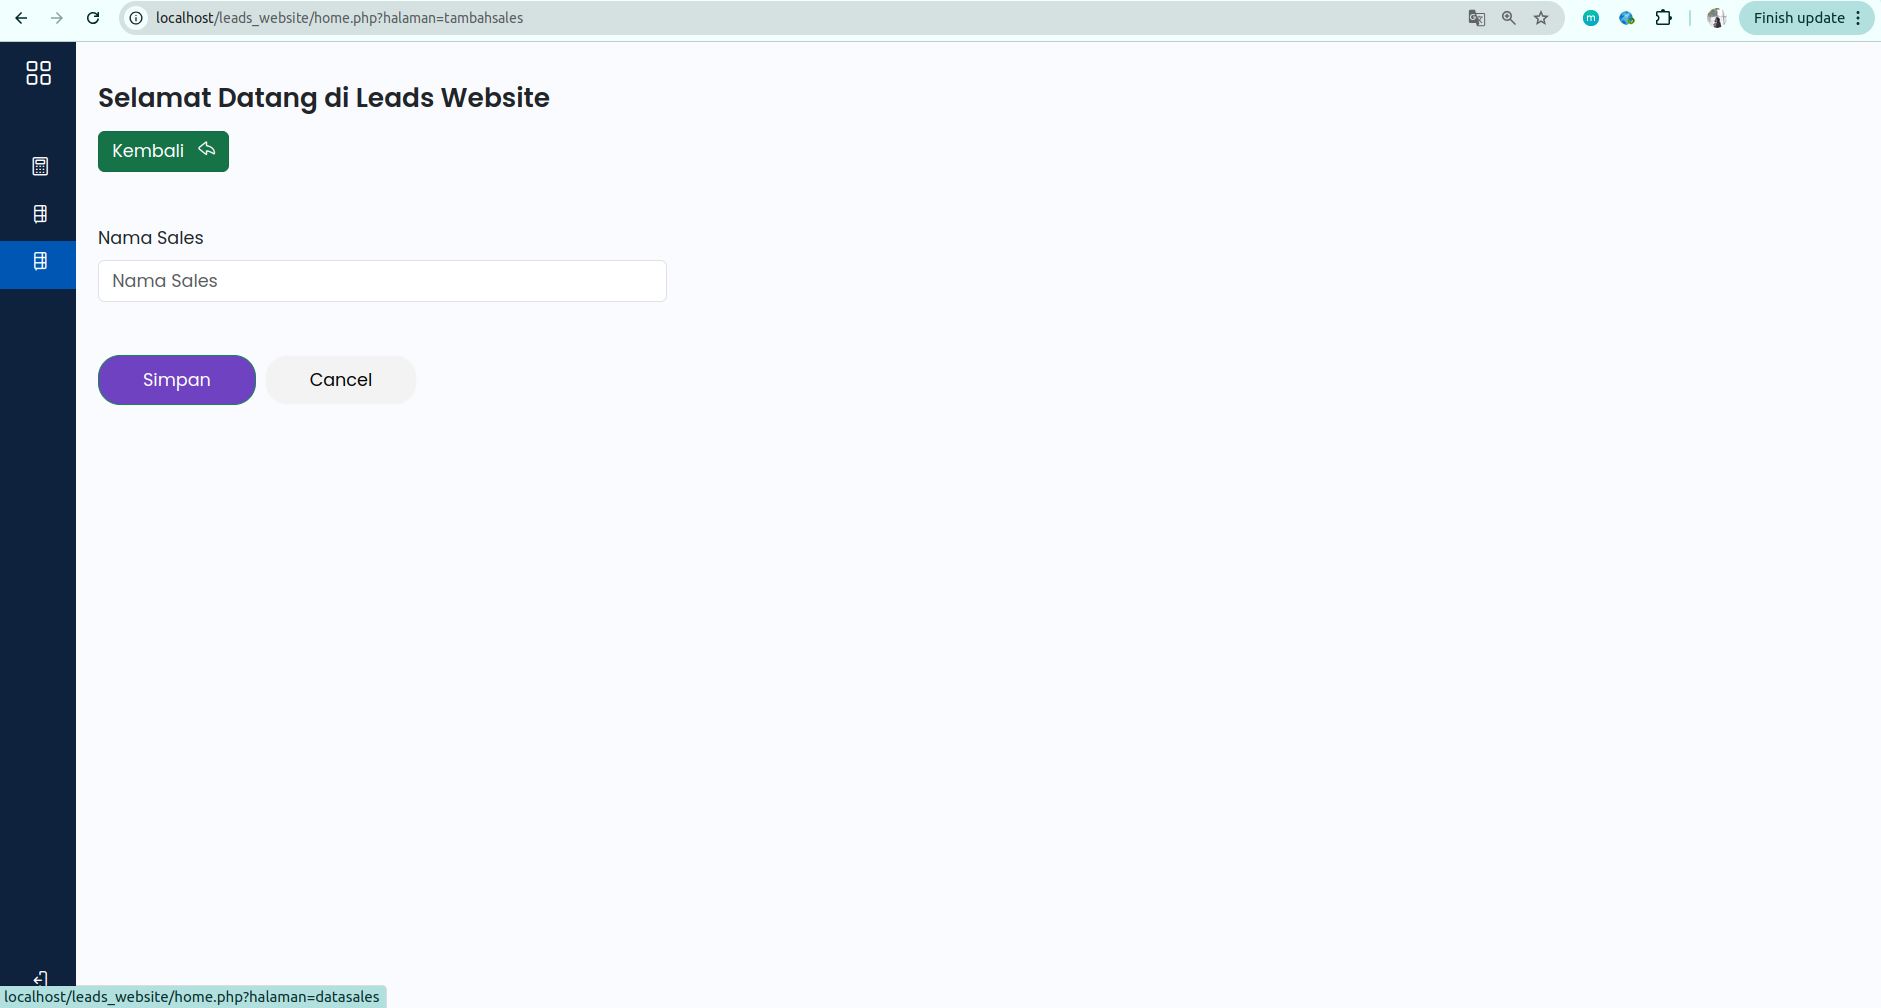 localhost/leads_website/home.php?halaman=tambahsales
m
Finish update
Selamat Datang di Leads Website
Kembali
Nama Sales
Nama Sales
Simpan Cancel
localhost/leads_website/home.php?halaman=datasales